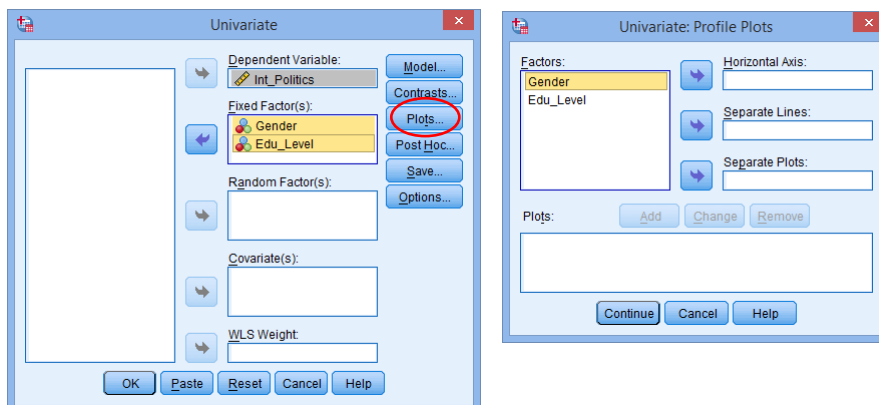 Univariate
Dependent Variable:
Int_Politics
Fixed Factor(s):
Gender
Edu_Level
Random Factor(s):
Covariate(s):
WLS Weight:
Model...
Contrasts...
Plots...
Post Hoc...
Save...
Options...
OK Paste Reset Cancel Help
Univariate: Profile Plots
Factors:
Gender
Edu_Level
Horizontal Axis:
Separate Lines:
Separate Plots:
Plots: Add Change Remove
Continue Cancel Help